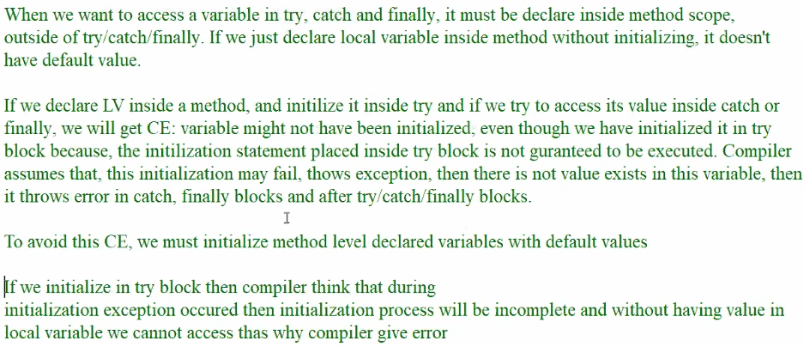 When we want to access a variable in try, catch and finally, it must be declare inside method scope,
outside of try/catch/finally. If we just declare local variable inside method without initializing, it doesn't
have default value.
If we declare LV inside a method, and initilize it inside try and if we try to access its value inside catch or
finally, we will get CE: variable might not have been initialized, even though we have initialized it in try
block because, the initilization statement placed inside try block is not guranteed to be executed. Compiler
assumes that, this initialization may fail, thows exception, then there is not value exists in this variable, then
it throws error in catch, finally blocks and after try/catch/finally blocks.
To avoid this CE, we must initialize method level declared variables with default values
If we initialize in try block then compiler think that during
initialization exception occured then initialization process will be incomplete and without having value in
local variable we cannot access thas why compiler give error